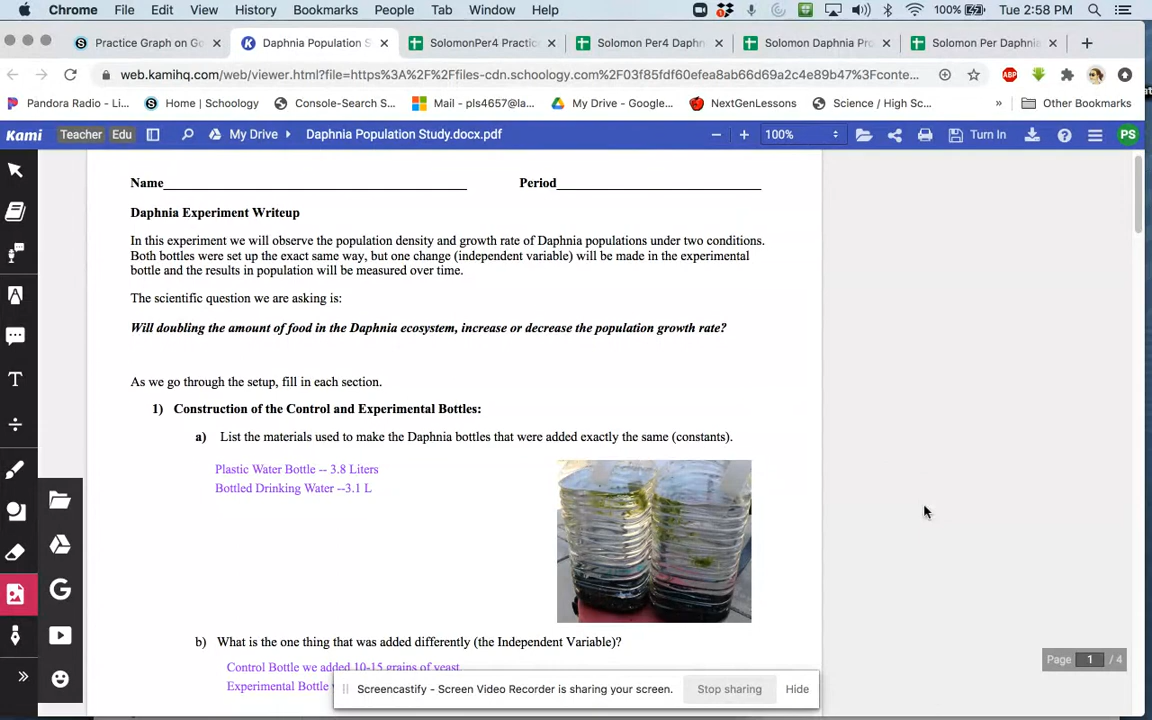 Chrome File Edit View History Bookmarks People Tab Window Help 100% Tue 2:58 PM
Practice Graph on Go Daphnia Population S SolomonPer4 Practic Solomon Per4 Daphn Solomon Daphnia Pro Solomon Per Daphnia
web.kamihq.com/web/viewer.html?file=https%3A%2F%2Ffiles-cdn.schoology.com%2F03f85fdf60efea8ab66d69a2c4e89b47%3Fconte...
Pandora Radio - Li... Home | Schoology Console-Search S... Mail - pls4657@la... My Drive - Google... NextGenLessons Science / High Sc... » Other Bookmarks
Kami Teacher Edu My Drive Daphnia Population Study.docx.pdf 100% Turn In PS
Name Period
Daphnia Experiment Writeup
In this experiment we will observe the population density and growth rate of Daphnia populations under two conditions.
Both bottles were set up the exact same way, but one change (independent variable) will be made in the experimental
bottle and the results in population will be measured over time.
The scientific question we are asking is:
Will doubling the amount of food in the Daphnia ecosystem, increase or decrease the population growth rate?
As we go through the setup, fill in each section.
1) Construction of the Control and Experimental Bottles:
a) List the materials used to make the Daphnia bottles that were added exactly the same (constants).
Plastic Water Bottle -- 3.8 Liters
Bottled Drinking Water --3.1 L
b) What is the one thing that was added differently (the Independent Variable)?
Control Bottle we added 10-15 grains of yeast
Experimental Bottle
Page 1 / 4
Screencastify - Screen Video Recorder is sharing your screen. Stop sharing Hide